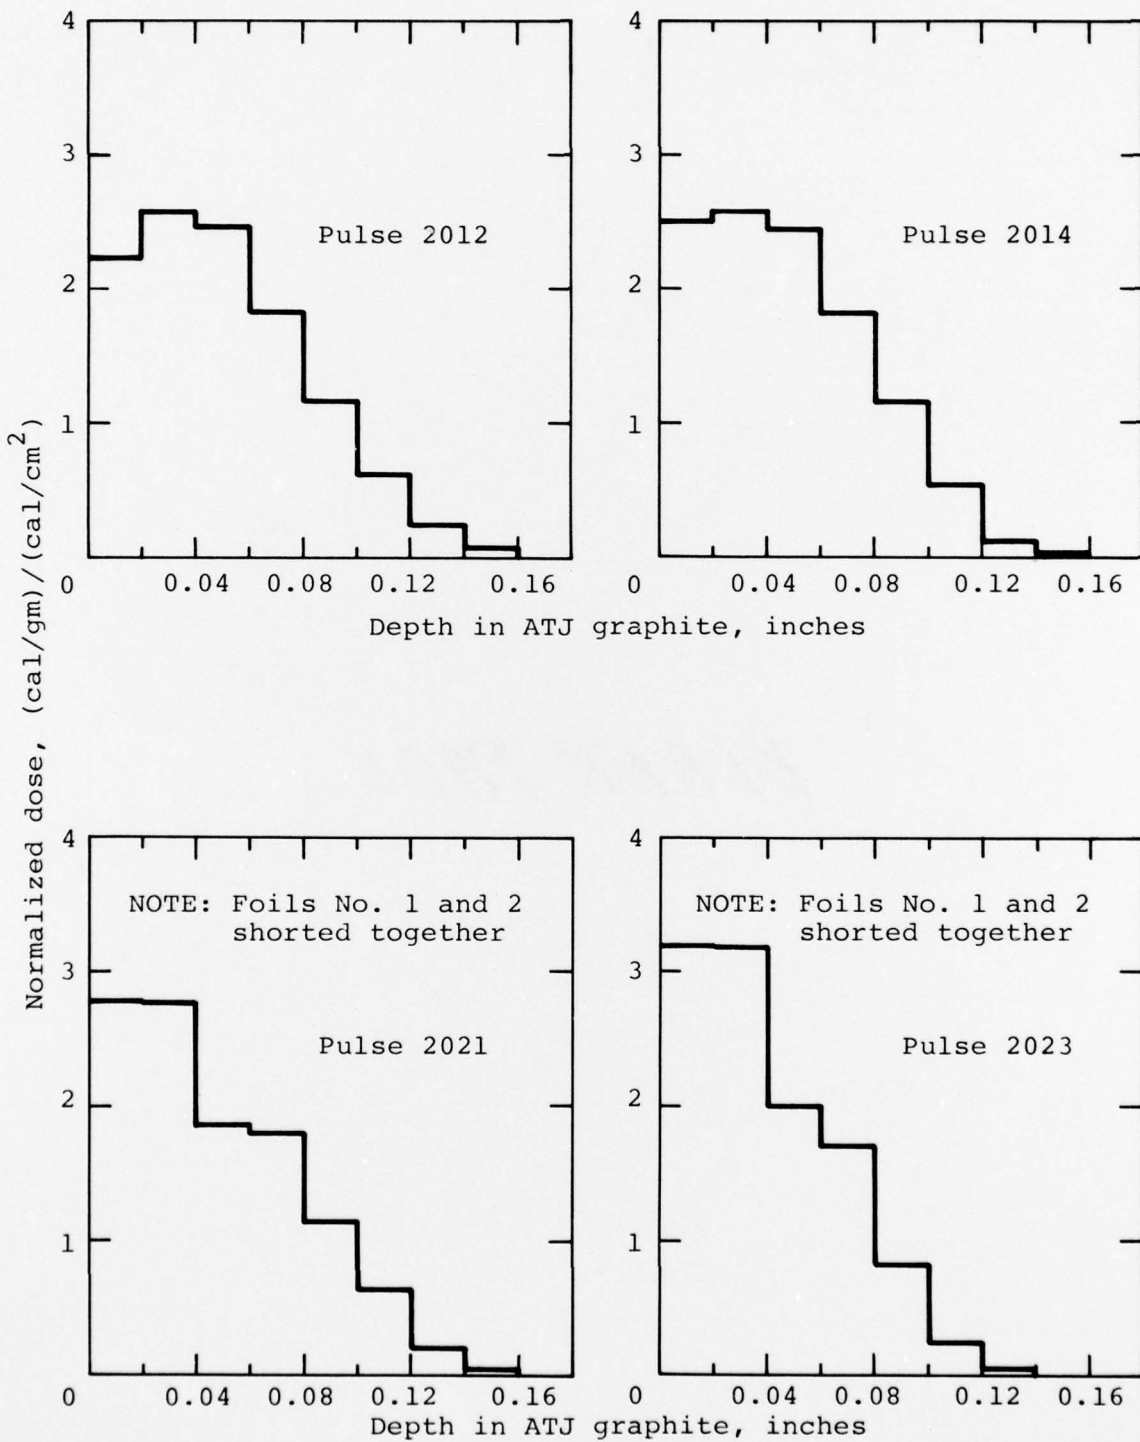 4
3
2
1
0
0.04 0.08 0.12 0.16
Pulse 2012
4
3
2
1
0
0.04 0.08 0.12 0.16
Pulse 2014
Depth in ATJ graphite, inches
Normalized dose, (cal/gm)/(cal/cm²)
4
3
2
1
0
0.04 0.08 0.12 0.16
NOTE: Foils No. 1 and 2
shorted together
Pulse 2021
4
3
2
1
0
0.04 0.08 0.12 0.16
NOTE: Foils No. 1 and 2
shorted together
Pulse 2023
Depth in ATJ graphite, inches